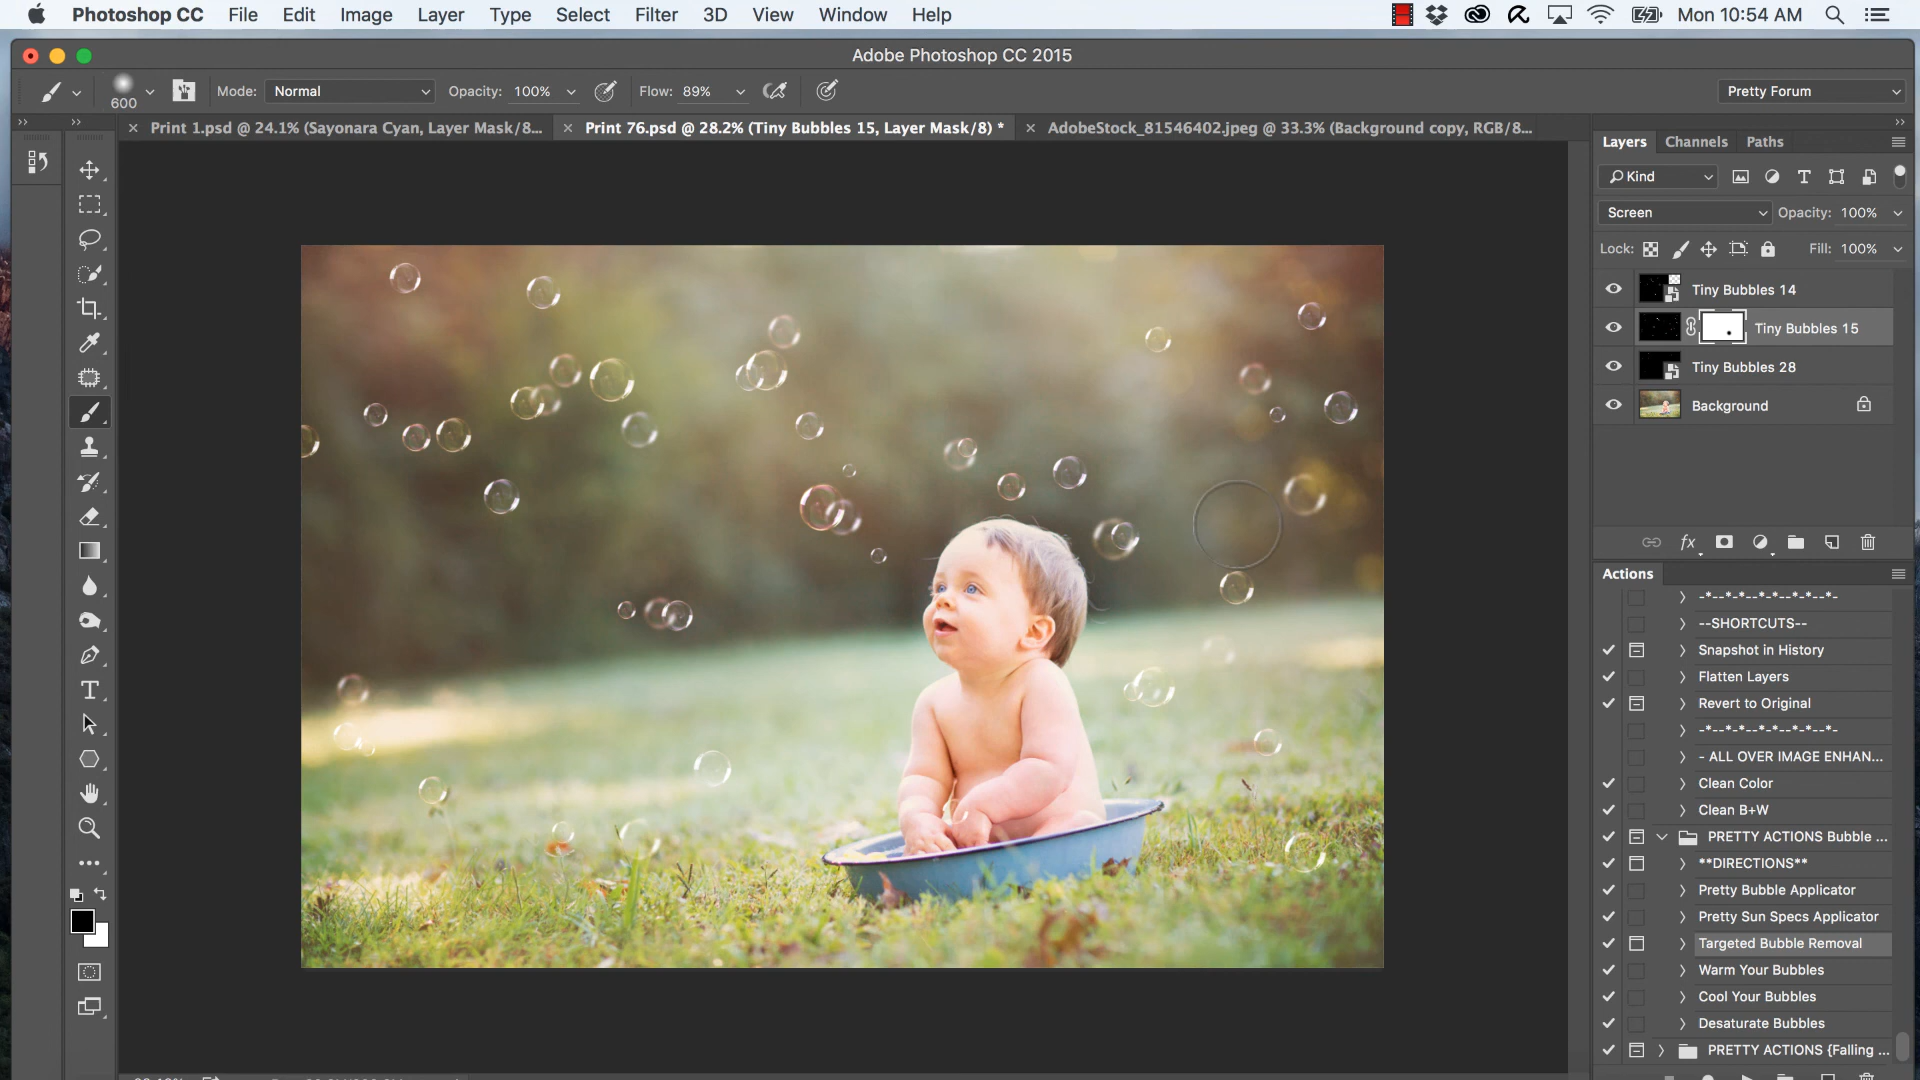 Photoshop CC File Edit Image Layer Type Select Filter 3D View Window Help Mon 10:54 AM
Adobe Photoshop CC 2015
600 Mode: Normal Opacity: 100% Flow: 89% Pretty Forum
Print 1.psd @ 24.1% (Sayonara Cyan, Layer Mask/8... Print 76.psd @ 28.2% (Tiny Bubbles 15, Layer Mask/8) * AdobeStock_81546402.jpeg @ 33.3% (Background copy, RGB/8...
Layers Channels Paths
Kind
Screen Opacity: 100%
Lock: Fill: 100%
Tiny Bubbles 14
Tiny Bubbles 15
Tiny Bubbles 28
Background
fx
Actions
-*--*-*--*-*--*-*--*-
--SHORTCUTS--
Snapshot in History
Flatten Layers
Revert to Original
-*--*-*--*-*--*-*--*-
- ALL OVER IMAGE ENHAN...
Clean Color
Clean B+W
PRETTY ACTIONS Bubble ...
**DIRECTIONS**
Pretty Bubble Applicator
Pretty Sun Specs Applicator
Targeted Bubble Removal
Warm Your Bubbles
Cool Your Bubbles
Desaturate Bubbles
PRETTY ACTIONS {Falling ...